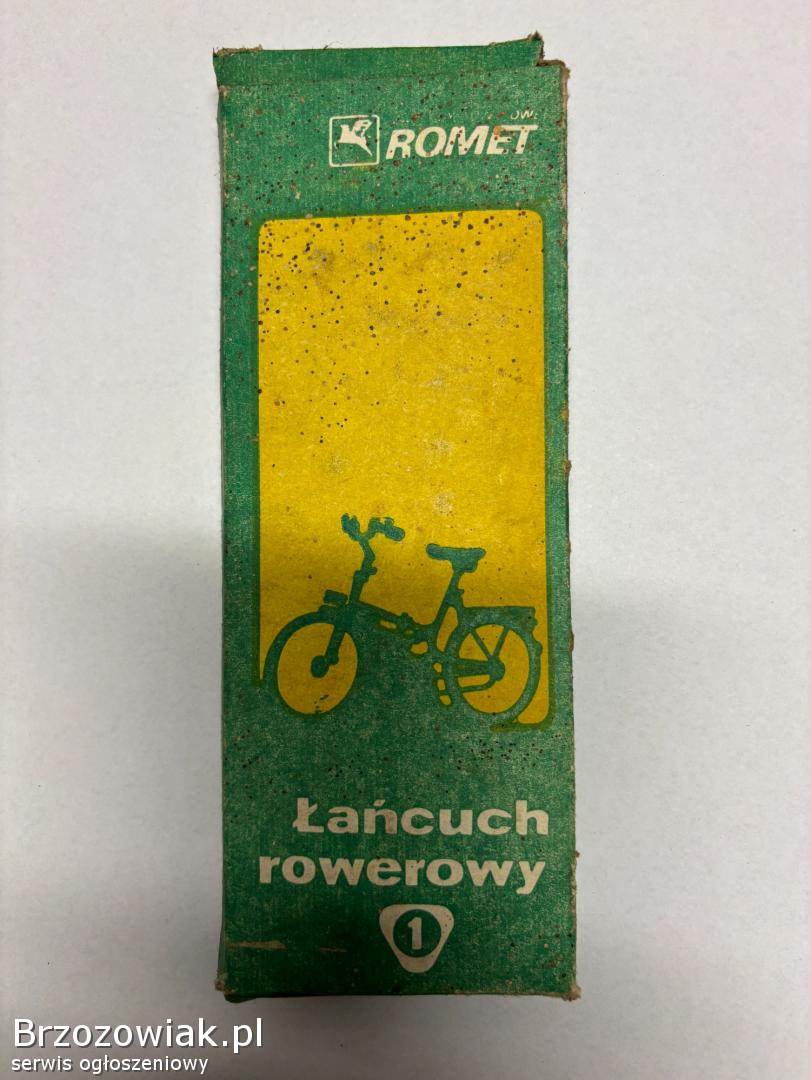 ROMET
Łańcuch
rowerowy
1
Brzozowiak.pl
serwis ogłoszeniowy